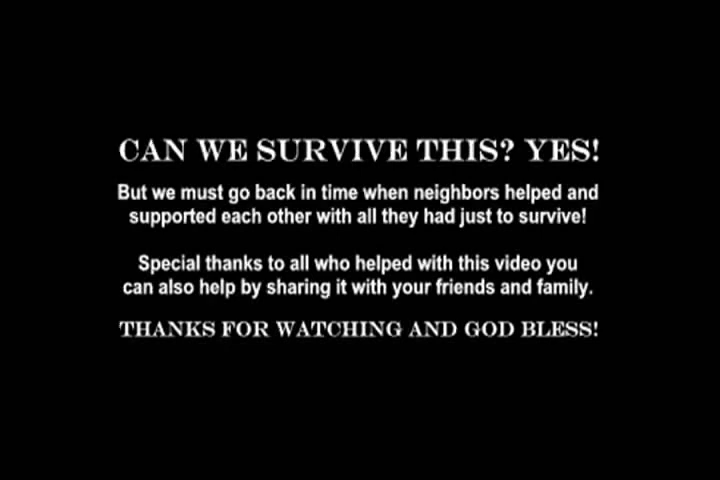 CAN WE SURVIVE THIS? YES!
But we must go back in time when neighbors helped and
supported each other with all they had just to survive!
Special thanks to all who helped with this video you
can also help by sharing it with your friends and family.
THANKS FOR WATCHING AND GOD BLESS!